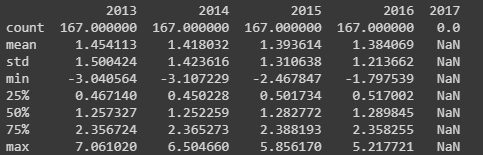 2013 2014 2015 2016 2017
count 167.000000 167.000000 167.000000 167.000000 0.0
mean 1.454113 1.418032 1.393614 1.384069 NaN
std 1.500424 1.423616 1.310638 1.213662 NaN
min -3.040564 -3.107229 -2.467847 -1.797539 NaN
25% 0.467140 0.450228 0.501734 0.517002 NaN
50% 1.257327 1.252259 1.282772 1.289845 NaN
75% 2.356724 2.365273 2.388193 2.358255 NaN
max 7.061020 6.504660 5.856170 5.217721 NaN